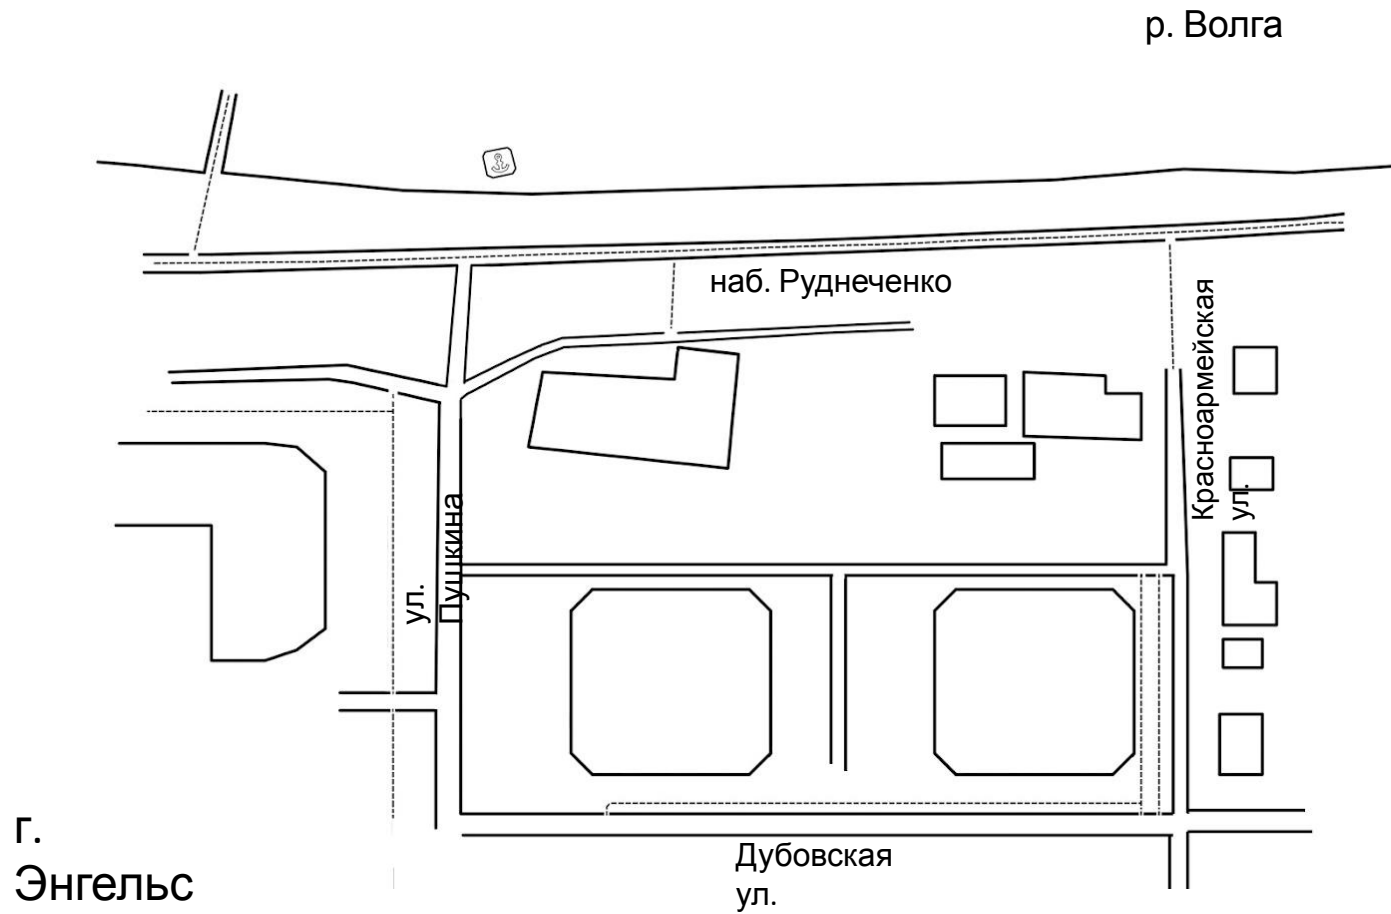 р. Волга
наб. Руднеченко
Красноармейская
ул.
ул.
Пушкина
Дубовская
ул.
г.
Энгельс